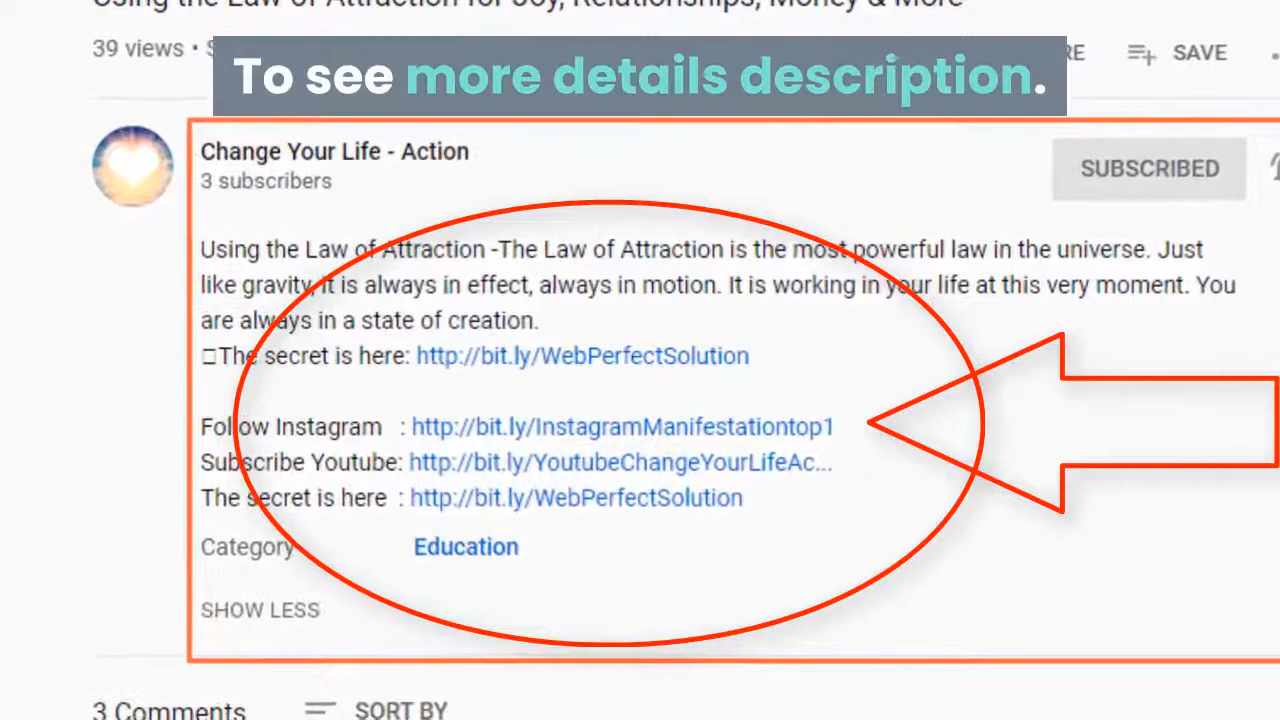 Using the Law of Attraction for Joy, Relationships, Money & More
39 views •
SAVE
To see more details description.
Change Your Life - Action
3 subscribers
SUBSCRIBED
Using the Law of Attraction -The Law of Attraction is the most powerful law in the universe. Just
like gravity, it is always in effect, always in motion. It is working in your life at this very moment. You
are always in a state of creation.
□The secret is here: http://bit.ly/WebPerfectSolution
Follow Instagram : http://bit.ly/InstagramManifestationtop1
Subscribe Youtube: http://bit.ly/YoutubeChangeYourLifeAc...
The secret is here : http://bit.ly/WebPerfectSolution
Category Education
SHOW LESS
3 Comments SORT BY